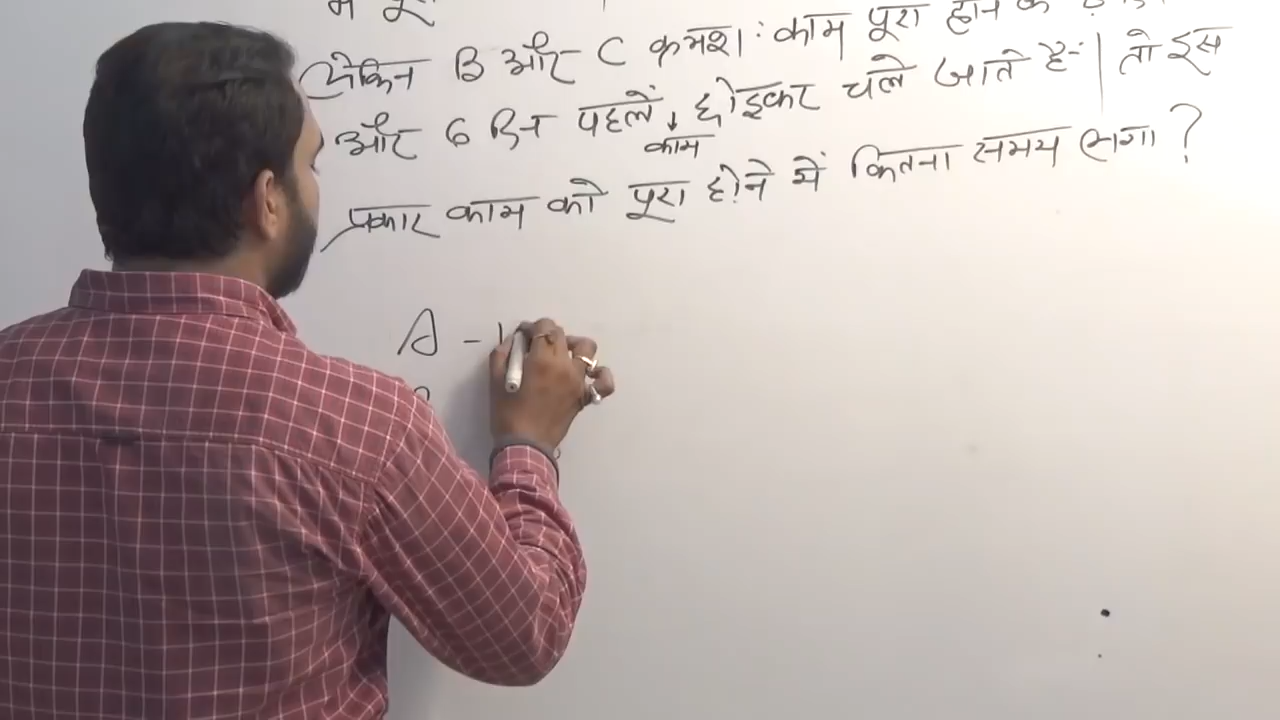 में
लेकिन B और C क्रमश: काम पूरा होने के
और 6 दिन पहलें ↓ छोड़कर चले जाते हैं | तो इस
काम
प्रकार काम को पूरा होने में कितना समय लगा ?
A - 1
B